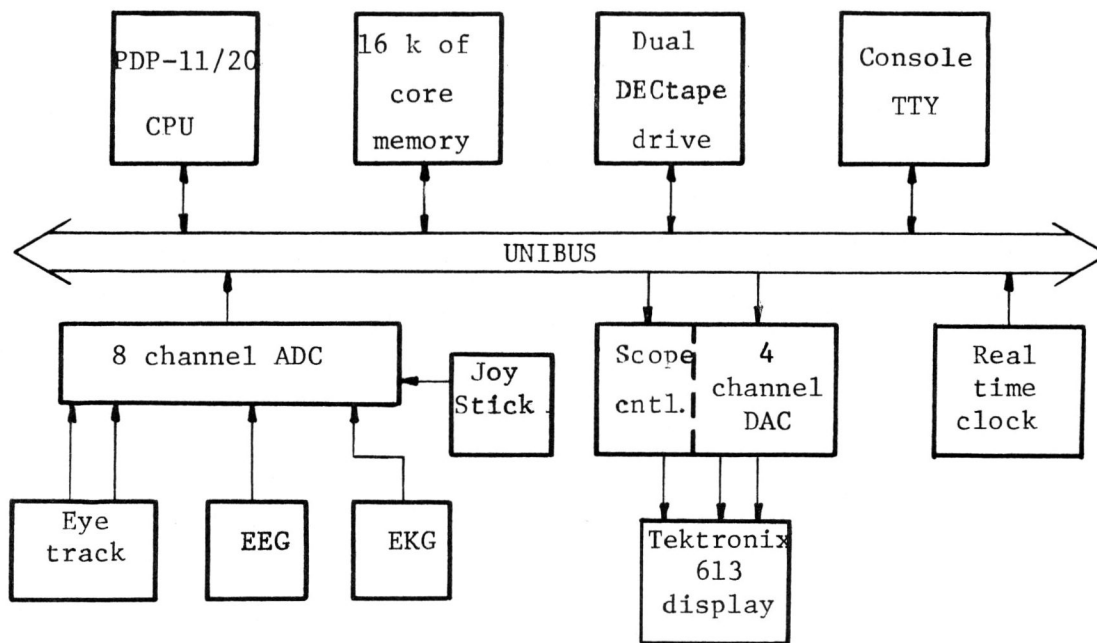 PDP-11/20
CPU
16 k of
core
memory
Dual
DECtape
drive
Console
TTY
UNIBUS
8 channel ADC
Joy
Stick
Scope
cntl.
4
channel
DAC
Real
time
clock
Eye
track
EEG
EKG
Tektronix
613
display